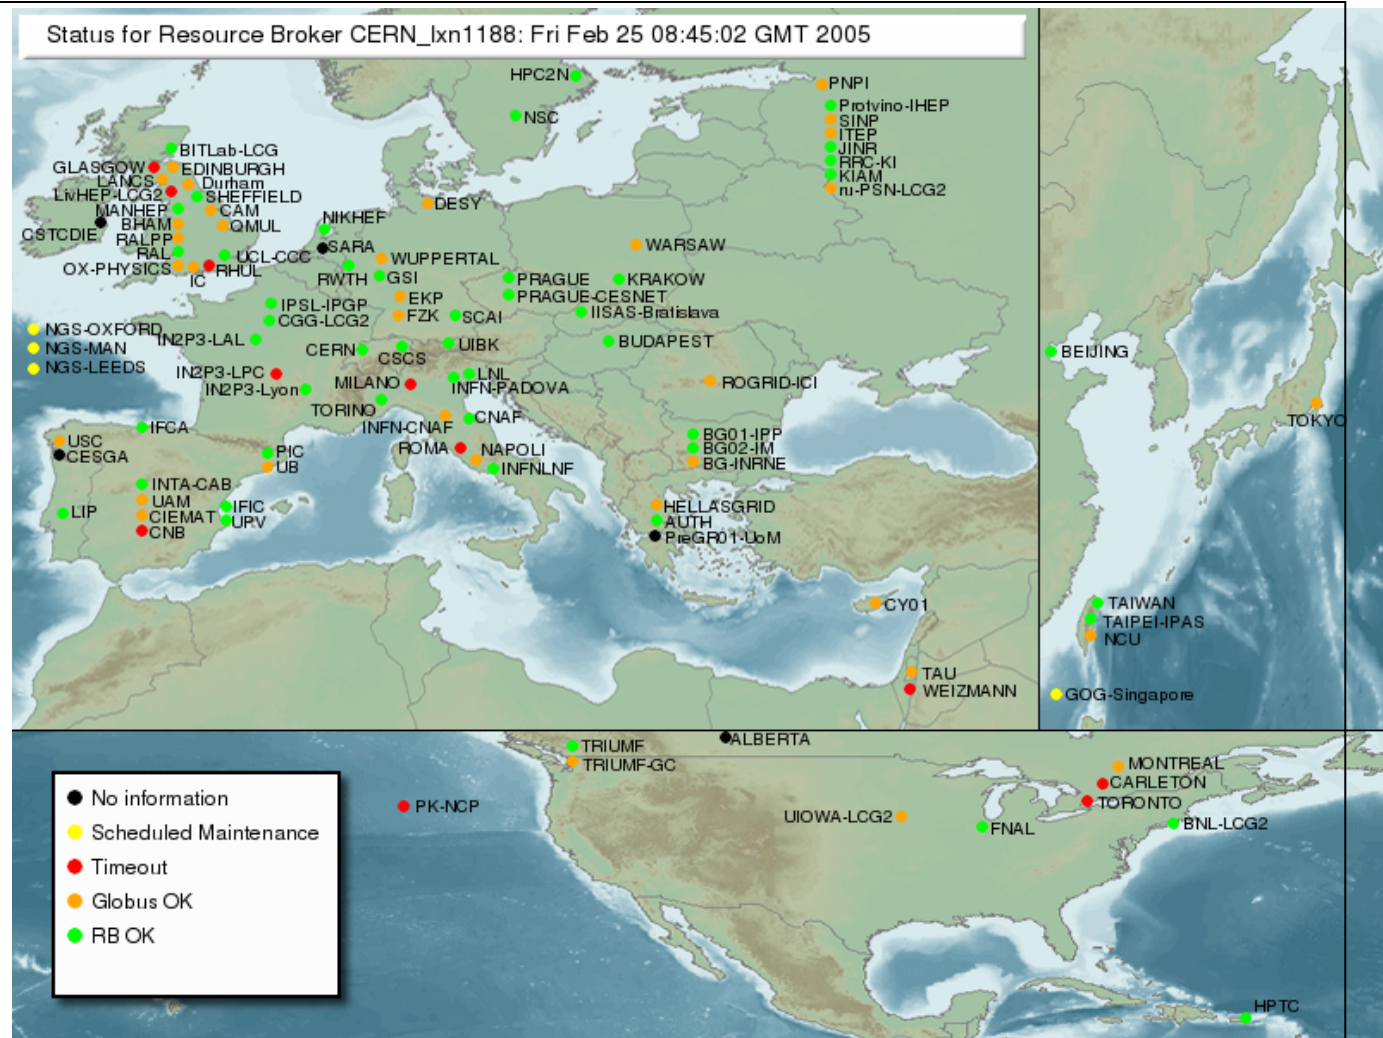 Status for Resource Broker CERN_lxn1188: Fri Feb 25 08:45:02 GMT 2005
HPC2N
NSC
PNPI
Protvino-IHEP
SINP
ITEP
JINR
RRC-KI
KIAM
ru-PSN-LCG2
BITLab-LCG
GLASGOW
EDINBURGH
LANCS
Durham
LivHEP-LCG2
SHEFFIELD
MANHEP
CAM
CSTCDIE
BHAM
QMUL
RALPP
RAL
UCL-CCC
OX-PHYSICS
IC
RHUL
NIKHEF
SARA
DESY
WUPPERTAL
RWTH
GSI
WARSAW
PRAGUE
KRAKOW
PRAGUE-CESNET
IISAS-Bratislava
EKP
FZK
SCAI
IPSL-IPGP
CGG-LCG2
NGS-OXFORD
NGS-MAN
NGS-LEEDS
IN2P3-LAL
CERN
CSCS
UIBK
BUDAPEST
IN2P3-LPC
IN2P3-Lyon
MILANO
LNL
INFN-PADOVA
TORINO
ROGRID-ICI
INFN-CNAF
CNAF
ROMA
NAPOLI
INFNLNF
BG01-IPP
BG02-IM
BG-INRNE
IFCA
USC
CESGA
PIC
UB
INTA-CAB
UAM
CIEMAT
CNB
LIP
IFIC
UPV
HELLASGRID
AUTH
PreGR01-UoM
CY01
TAU
WEIZMANN
BEIJING
TOKYO
TAIWAN
TAIPEI-IPAS
NCU
GOG-Singapore
TRIUMF
TRIUMF-GC
ALBERTA
PK-NCP
UIOWA-LCG2
FNAL
MONTREAL
CARLETON
TORONTO
BNL-LCG2
HPTC
No information
Scheduled Maintenance
Timeout
Globus OK
RB OK